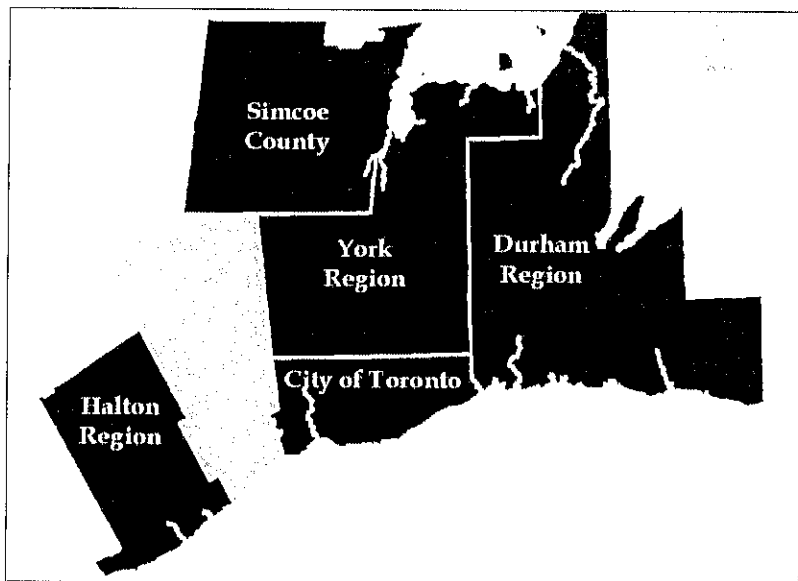 Simcoe
County
York
Region
Durham
Region
City of Toronto
Halton
Region